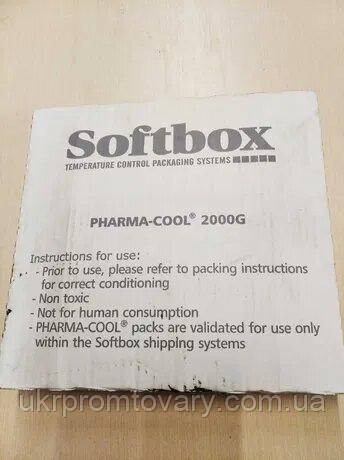 Softbox
TEMPERATURE CONTROL PACKAGING SYSTEMS
PHARMA-COOL® 2000G
Instructions for use:
- Prior to use, please refer to packing instructions
for correct conditioning
- Non toxic
- Not for human consumption
- PHARMA-COOL® packs are validated for use only
within the Softbox shipping systems
ukrpromtovary.com.ua